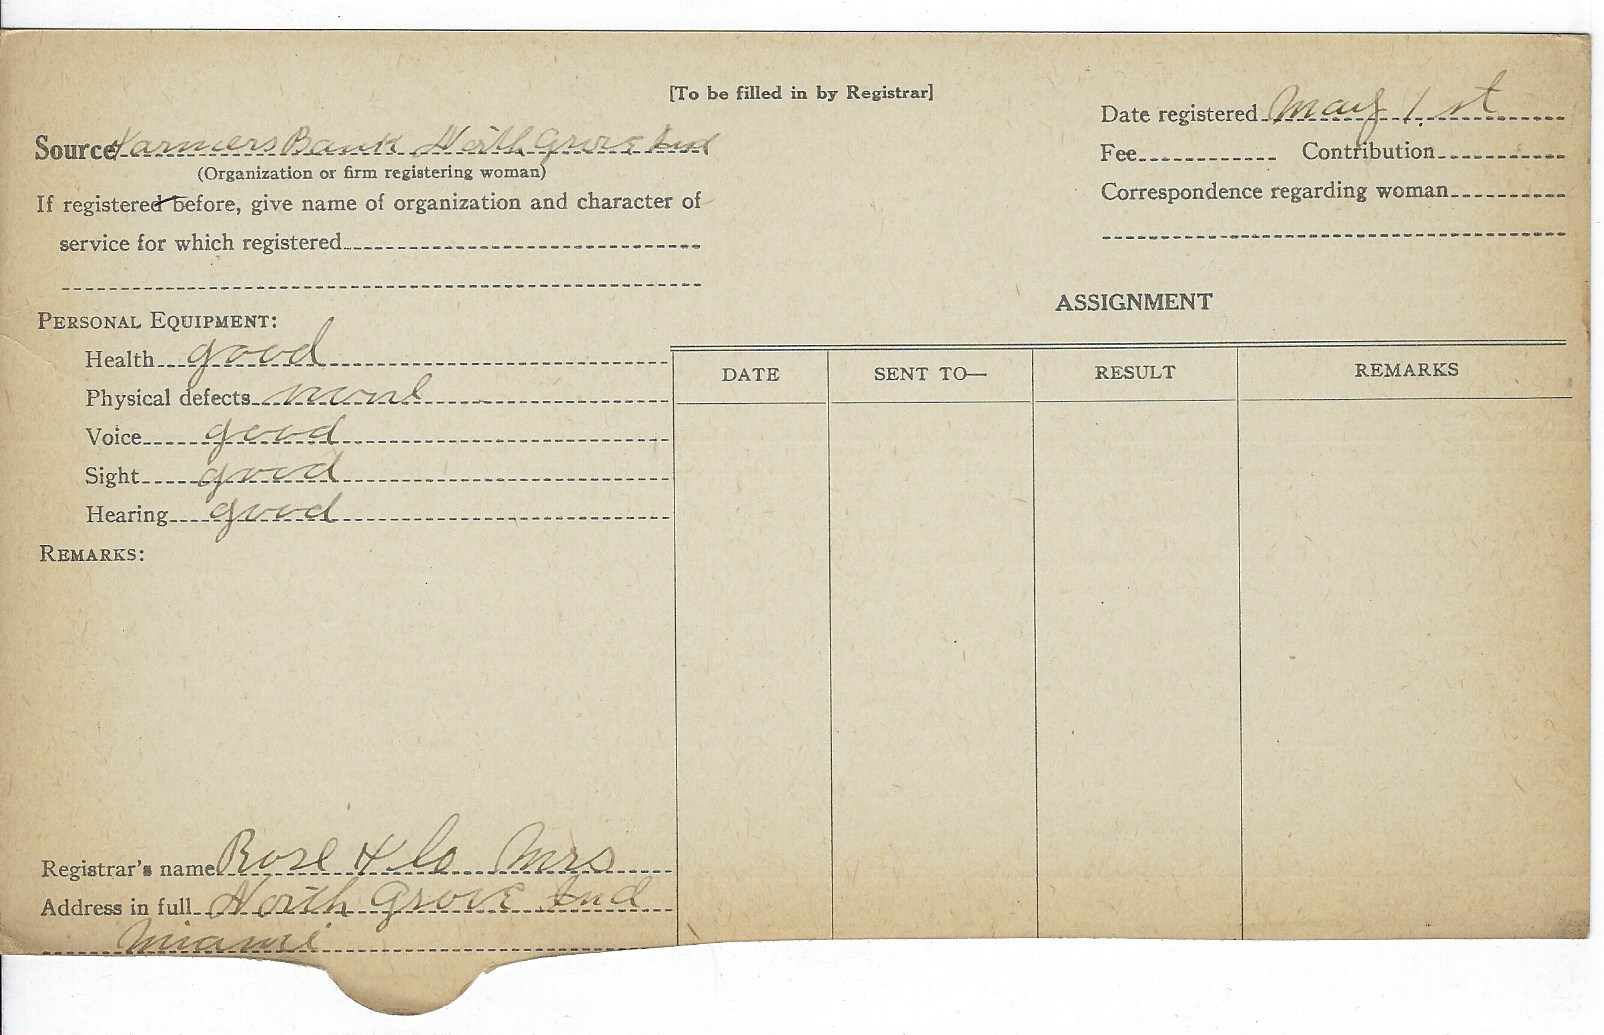 [To be filled in by Registrar]
Date registered May 1st
Source Farmers Bank North Grove Ind
(Organization or firm registering woman)
Fee Contribution
If registered before, give name of organization and character of
service for which registered
Correspondence regarding woman
ASSIGNMENT
PERSONAL EQUIPMENT:
Health good
Physical defects none
Voice good
Sight good
Hearing good
REMARKS:
DATE SENT TO— RESULT REMARKS
Registrar's name Rose Mrs
Address in full North Grove Ind
Miami